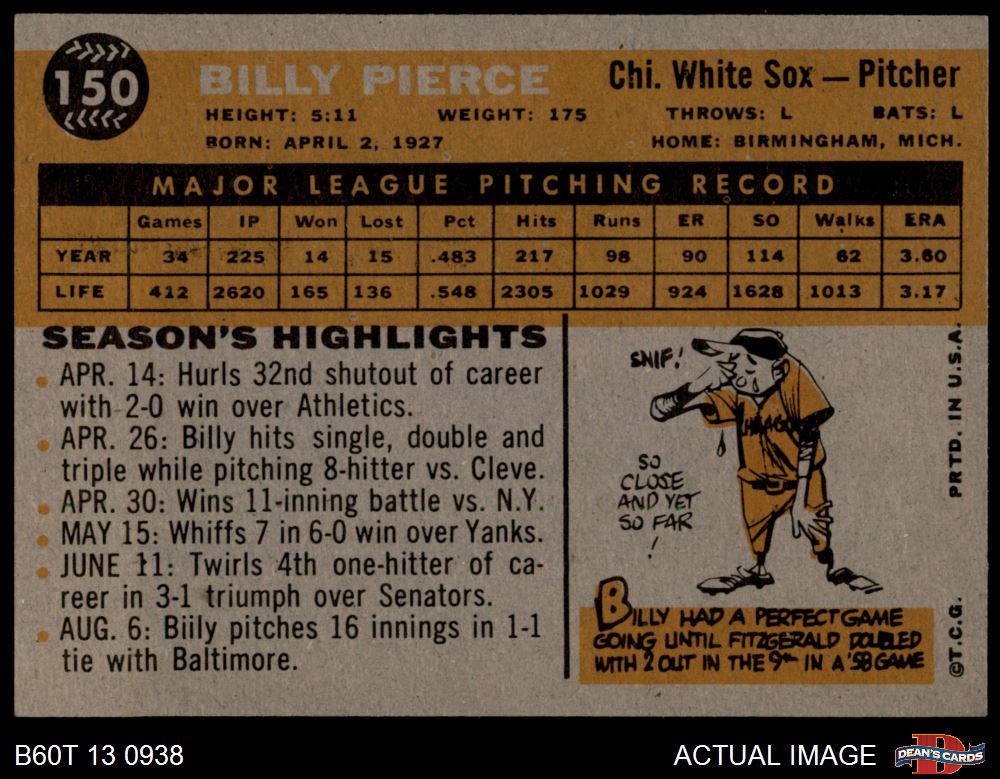 150
BILLY PIERCE
Chi. White Sox — Pitcher
HEIGHT: 5:11 WEIGHT: 175 THROWS: L BATS: L
BORN: APRIL 2, 1927 HOME: BIRMINGHAM, MICH.
MAJOR LEAGUE PITCHING RECORD
Games IP Won Lost Pct Hits Runs ER SO Walks ERA
YEAR 34 225 14 15 .483 217 98 90 114 62 3.60
LIFE 412 2620 165 136 .548 2305 1029 924 1628 1013 3.17
SEASON'S HIGHLIGHTS
APR. 14: Hurls 32nd shutout of career
with 2-0 win over Athletics.
APR. 26: Billy hits single, double and
triple while pitching 8-hitter vs. Cleve.
APR. 30: Wins 11-inning battle vs. N.Y.
MAY 15: Whiffs 7 in 6-0 win over Yanks.
JUNE 11: Twirls 4th one-hitter of ca-
reer in 3-1 triumph over Senators.
AUG. 6: Billy pitches 16 innings in 1-1
tie with Baltimore.
SNIF!
CHICAGO
SO
CLOSE
AND YET
SO FAR
!
BILLY HAD A PERFECT GAME
GOING UNTIL FITZGERALD DOUBLED
WITH 2 OUT IN THE 9TH IN A '58 GAME
©T.C.G. PRTD. IN U.S.A.
B60T 13 0938
ACTUAL IMAGE
DEAN'S CARDS